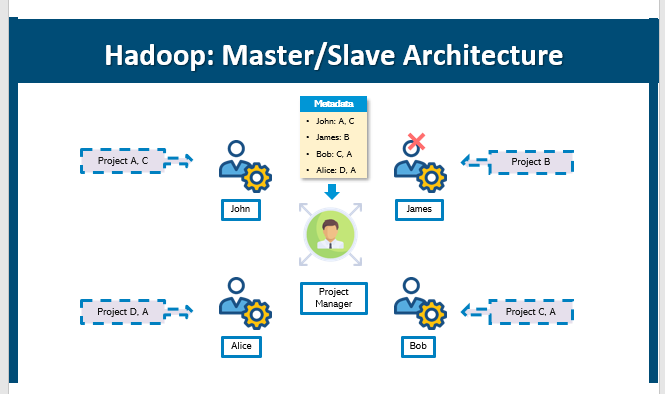 Hadoop: Master/Slave Architecture
Metadata
• John: A, C
• James: B
• Bob: C, A
• Alice: D, A
Project A, C
John
James
Project B
Project
Manager
Project D, A
Alice
Bob
Project C, A